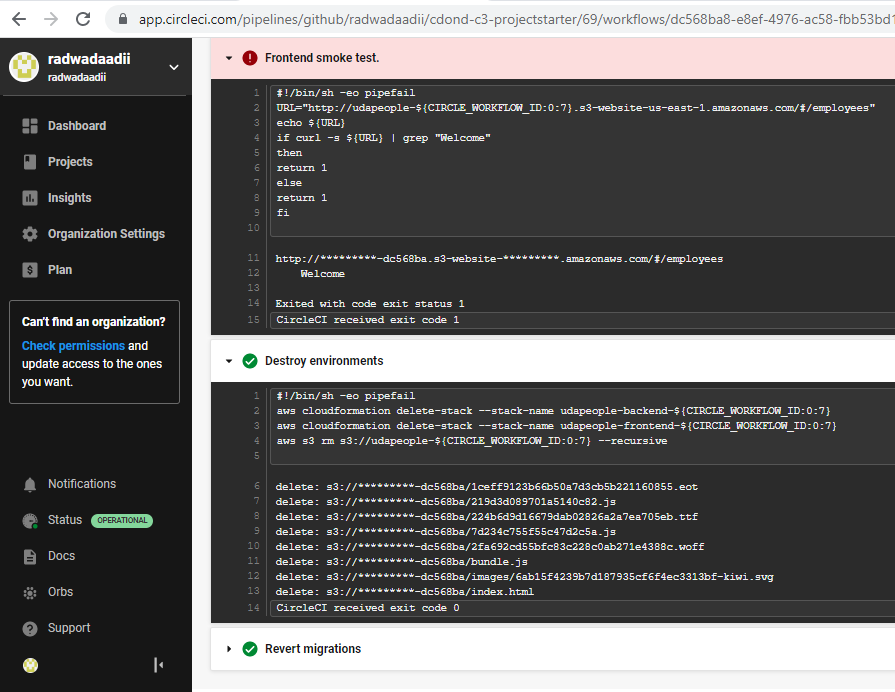 app.circleci.com/pipelines/github/radwadaadii/cdond-c3-projectstarter/69/workflows/dc568ba8-e8ef-4976-ac58-fbb53bd1
radwadaadii
radwadaadii
Dashboard
Projects
Insights
Organization Settings
Plan
Can't find an organization?
Check permissions and
update access to the ones
you want.
Notifications
Status OPERATIONAL
Docs
Orbs
Support
Frontend smoke test.
1 #!/bin/sh -eo pipefail
2 URL="http://udapeople-${CIRCLE_WORKFLOW_ID:0:7}.s3-website-us-east-1.amazonaws.com/#/employees"
3 echo ${URL}
4 if curl -s ${URL} | grep "Welcome"
5 then
6 return 1
7 else
8 return 1
9 fi
10
11 http://*********-dc568ba.s3-website-*********.amazonaws.com/#/employees
12 Welcome
13
14 Exited with code exit status 1
15 CircleCI received exit code 1
Destroy environments
1 #!/bin/sh -eo pipefail
2 aws cloudformation delete-stack --stack-name udapeople-backend-${CIRCLE_WORKFLOW_ID:0:7}
3 aws cloudformation delete-stack --stack-name udapeople-frontend-${CIRCLE_WORKFLOW_ID:0:7}
4 aws s3 rm s3://udapeople-${CIRCLE_WORKFLOW_ID:0:7} --recursive
5
6 delete: s3://*********-dc568ba/1ceff9123b66b50a7d3cb5b221160855.eot
7 delete: s3://*********-dc568ba/219d3d089701a5140c82.js
8 delete: s3://*********-dc568ba/224b6d9d16679dab02826a2a7ea705eb.ttf
9 delete: s3://*********-dc568ba/7d234c755f55c47d2c5a.js
10 delete: s3://*********-dc568ba/2fa692cd55bfc83c228c0ab271e4388c.woff
11 delete: s3://*********-dc568ba/bundle.js
12 delete: s3://*********-dc568ba/images/6ab15f4239b7d187935cf6f4ec3313bf-kiwi.svg
13 delete: s3://*********-dc568ba/index.html
14 CircleCI received exit code 0
Revert migrations